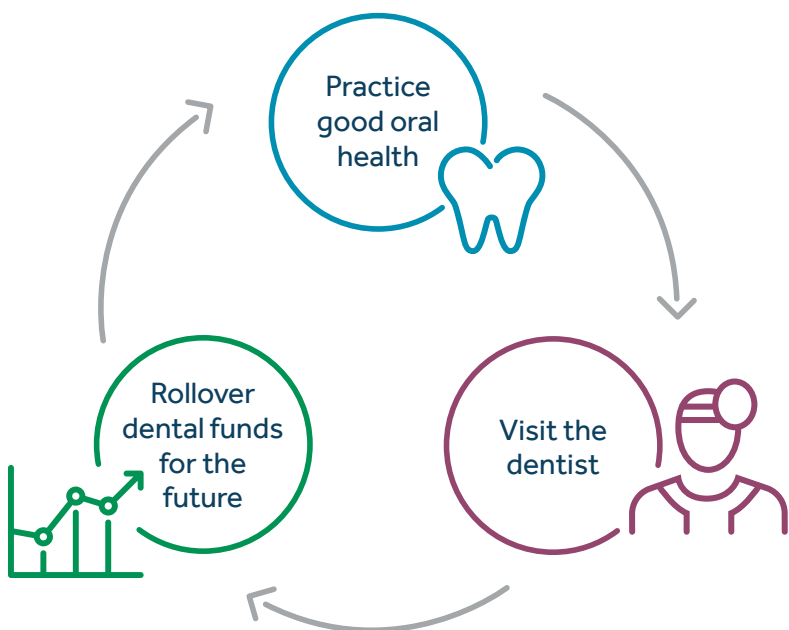 Practice
good oral
health
Visit the
dentist
Rollover
dental funds
for the
future